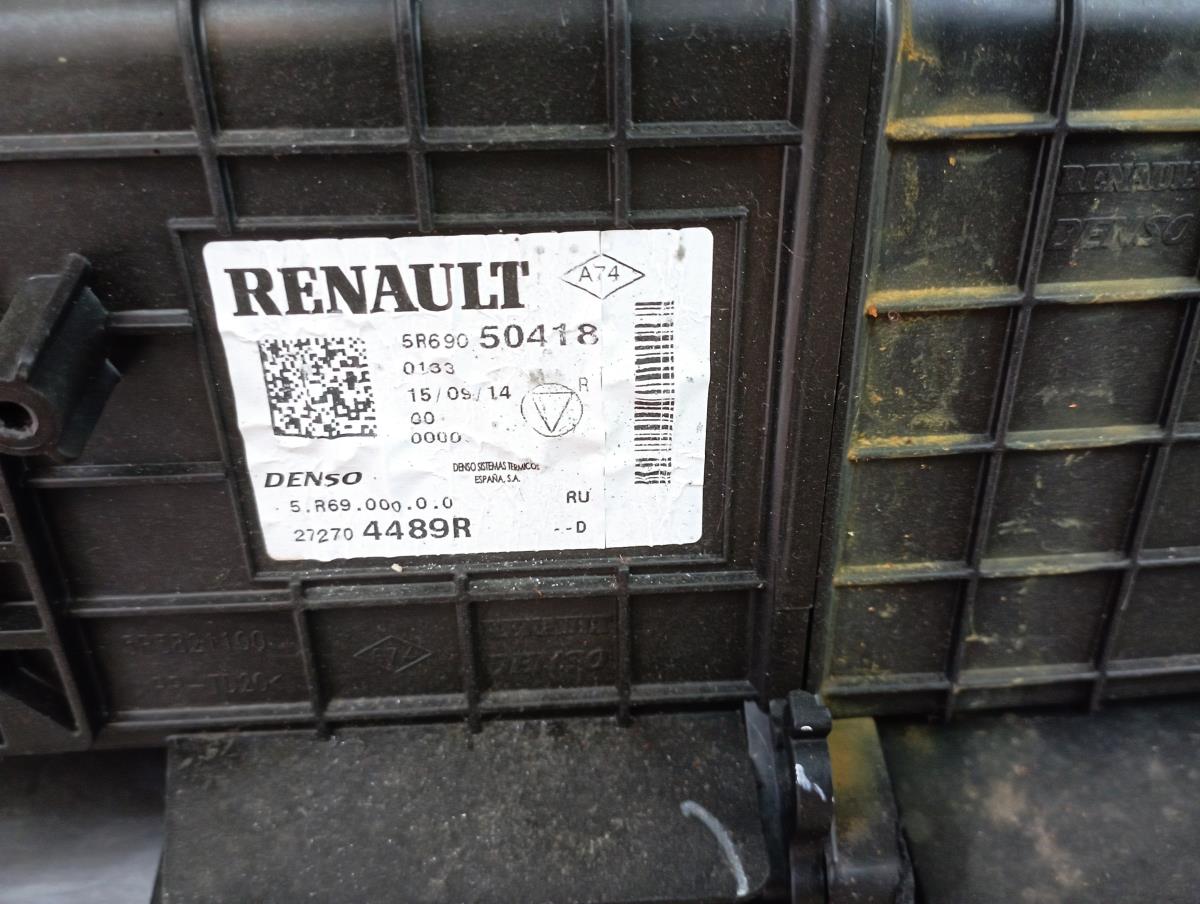 RENAULT
A74
5R690 50418
0133
15/09/14
R
00
0000
DENSO
DENSO SISTEMAS TERMICOS
ESPAÑA, S.A.
5.R69.000.0.0
RU
27270 4489R
--D
RENAULT
DENSO
DENSO